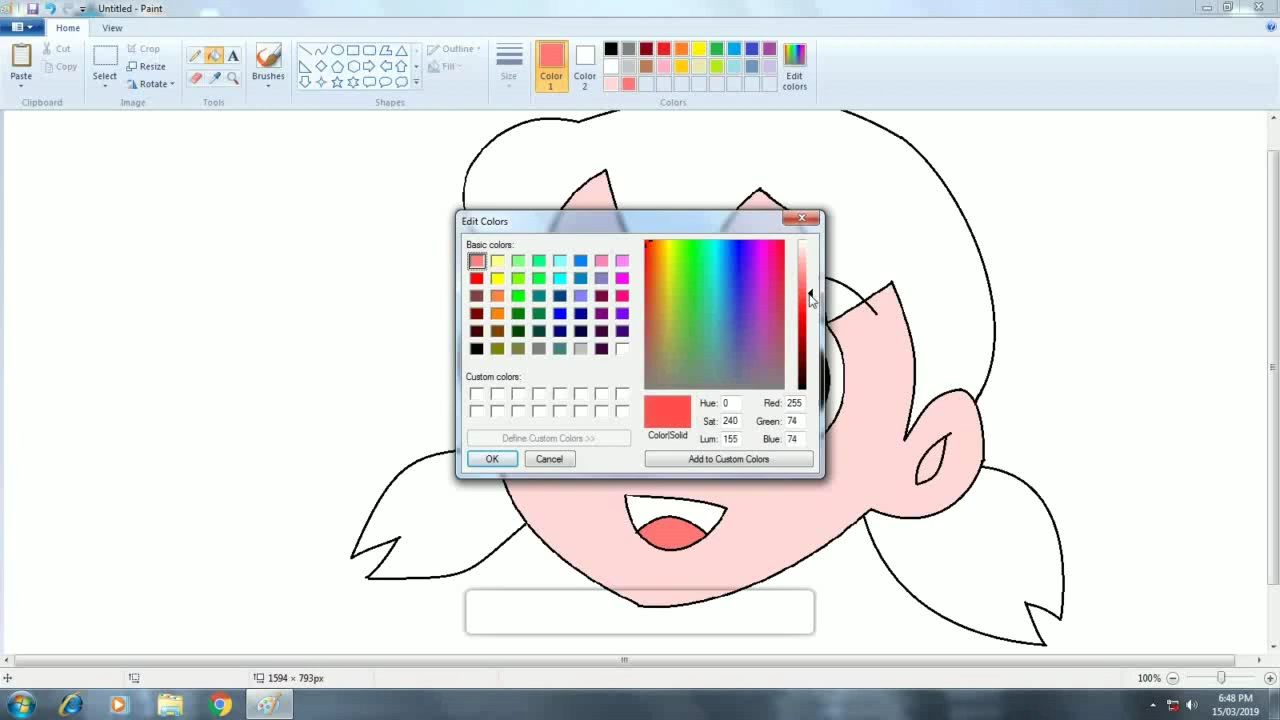 Untitled - Paint
Home View
Paste Cut Copy
Select Crop Resize Rotate
A
Brushes
Outline Fill
Size
Color 1
Color 2
Edit colors
Clipboard Image Tools Shapes Colors
Edit Colors
Basic colors:
Custom colors:
Define Custom Colors >>
OK Cancel
Color|Solid
Hue: 0 Red: 255
Sat: 240 Green: 74
Lum: 155 Blue: 74
Add to Custom Colors
1594 × 793px
100%
6:48 PM
15/03/2019